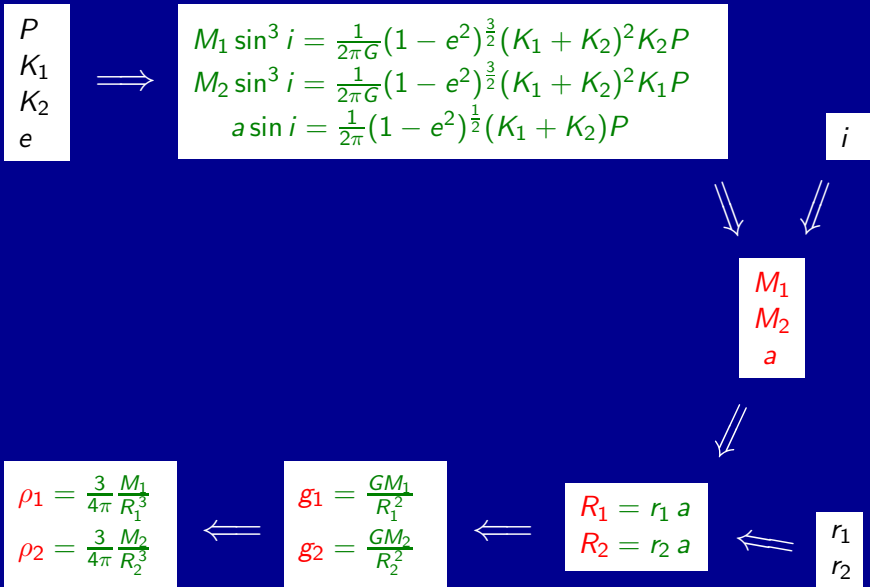 P
K₁
K₂
e
⟹
M₁ sin³ i = 1/(2πG) (1 − e²)^(3/2) (K₁ + K₂)² K₂P
M₂ sin³ i = 1/(2πG) (1 − e²)^(3/2) (K₁ + K₂)² K₁P
a sin i = 1/(2π) (1 − e²)^(1/2) (K₁ + K₂)P
i
M₁
M₂
a
R₁ = r₁ a
R₂ = r₂ a
r₁
r₂
g₁ = GM₁/R₁²
g₂ = GM₂/R₂²
ρ₁ = 3/(4π) M₁/R₁³
ρ₂ = 3/(4π) M₂/R₂³